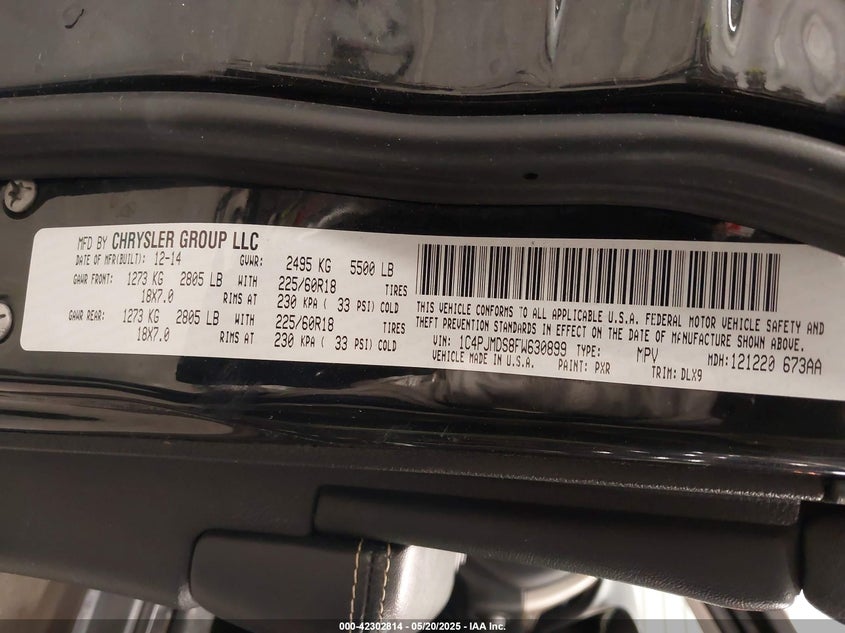 MFD BY CHRYSLER GROUP LLC
DATE OF MFR(BUILT): 12-14 GVWR: 2495 KG 5500 LB
GAWR FRONT: 1273 KG 2805 LB WITH 225/60R18 TIRES
18X7.0 RIMS AT 230 KPA ( 33 PSI) COLD
GAWR REAR: 1273 KG 2805 LB WITH 225/60R18 TIRES
18X7.0 RIMS AT 230 KPA ( 33 PSI) COLD
THIS VEHICLE CONFORMS TO ALL APPLICABLE U.S.A. FEDERAL MOTOR VEHICLE SAFETY AND
THEFT PREVENTION STANDARDS IN EFFECT ON THE DATE OF MANUFACTURE SHOWN ABOVE.
VIN: 1C4PJMDS8FW630899 TYPE: MPV MDH: 121220 673AA
VEHICLE MADE IN U.S.A. PAINT: PXR TRIM: DLX9
000-42302814 - 05/20/2025 - IAA Inc.